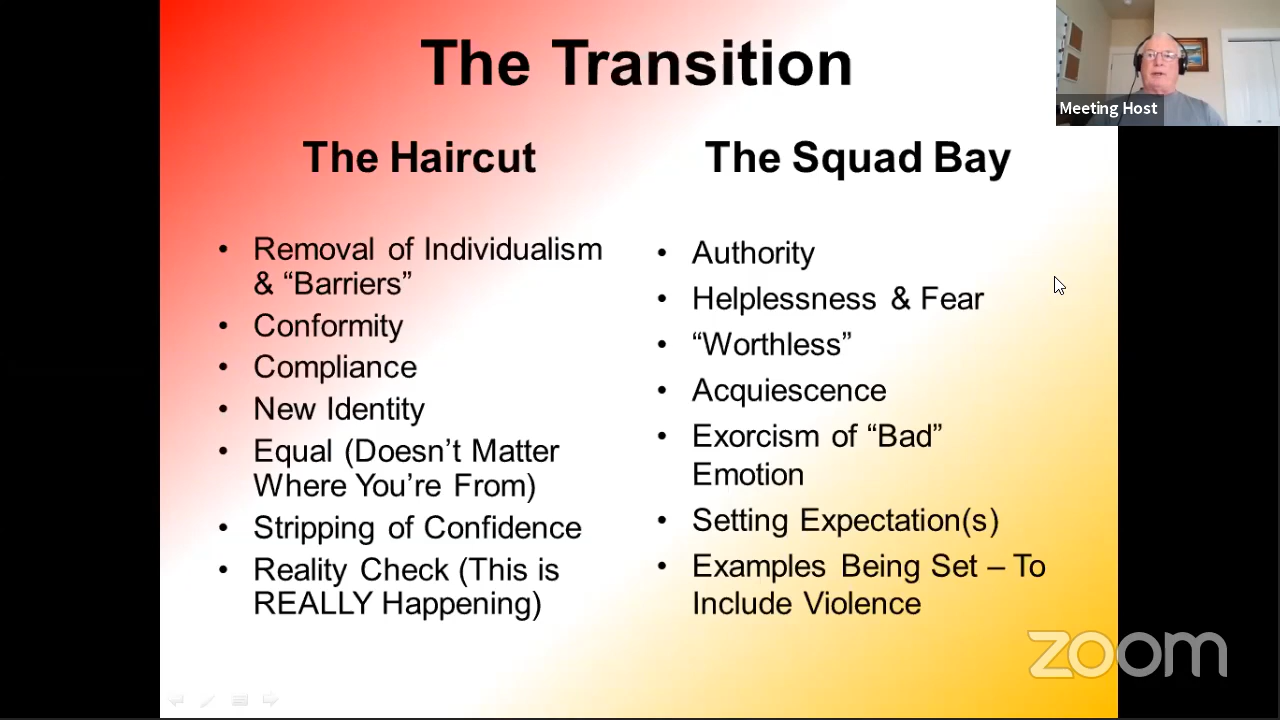 The Transition
Meeting Host
The Haircut
The Squad Bay
• Removal of Individualism
& “Barriers”
• Conformity
• Compliance
• New Identity
• Equal (Doesn’t Matter
Where You’re From)
• Stripping of Confidence
• Reality Check (This is
REALLY Happening)
• Authority
• Helplessness & Fear
• “Worthless”
• Acquiescence
• Exorcism of “Bad”
Emotion
• Setting Expectation(s)
• Examples Being Set – To
Include Violence
zoom